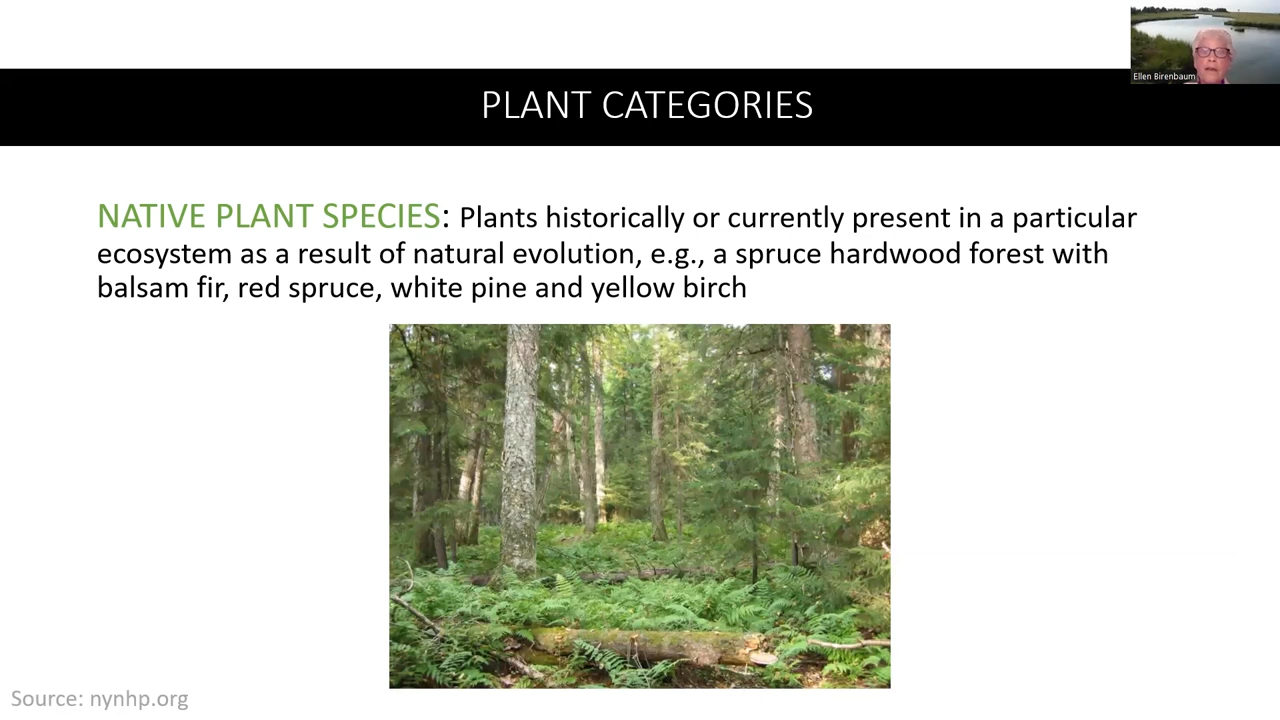 Ellen Birenbaum
PLANT CATEGORIES
NATIVE PLANT SPECIES: Plants historically or currently present in a particular
ecosystem as a result of natural evolution, e.g., a spruce hardwood forest with
balsam fir, red spruce, white pine and yellow birch
Source: nynhp.org